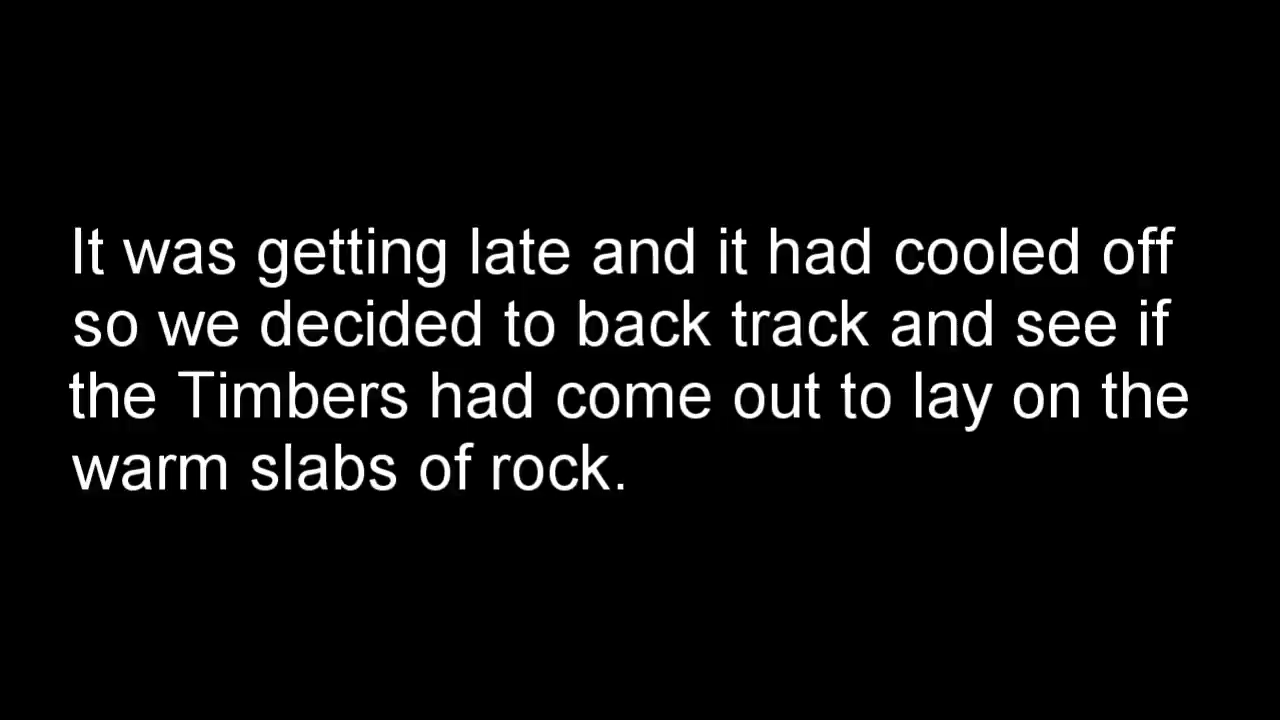 It was getting late and it had cooled off
so we decided to back track and see if
the Timbers had come out to lay on the
warm slabs of rock.